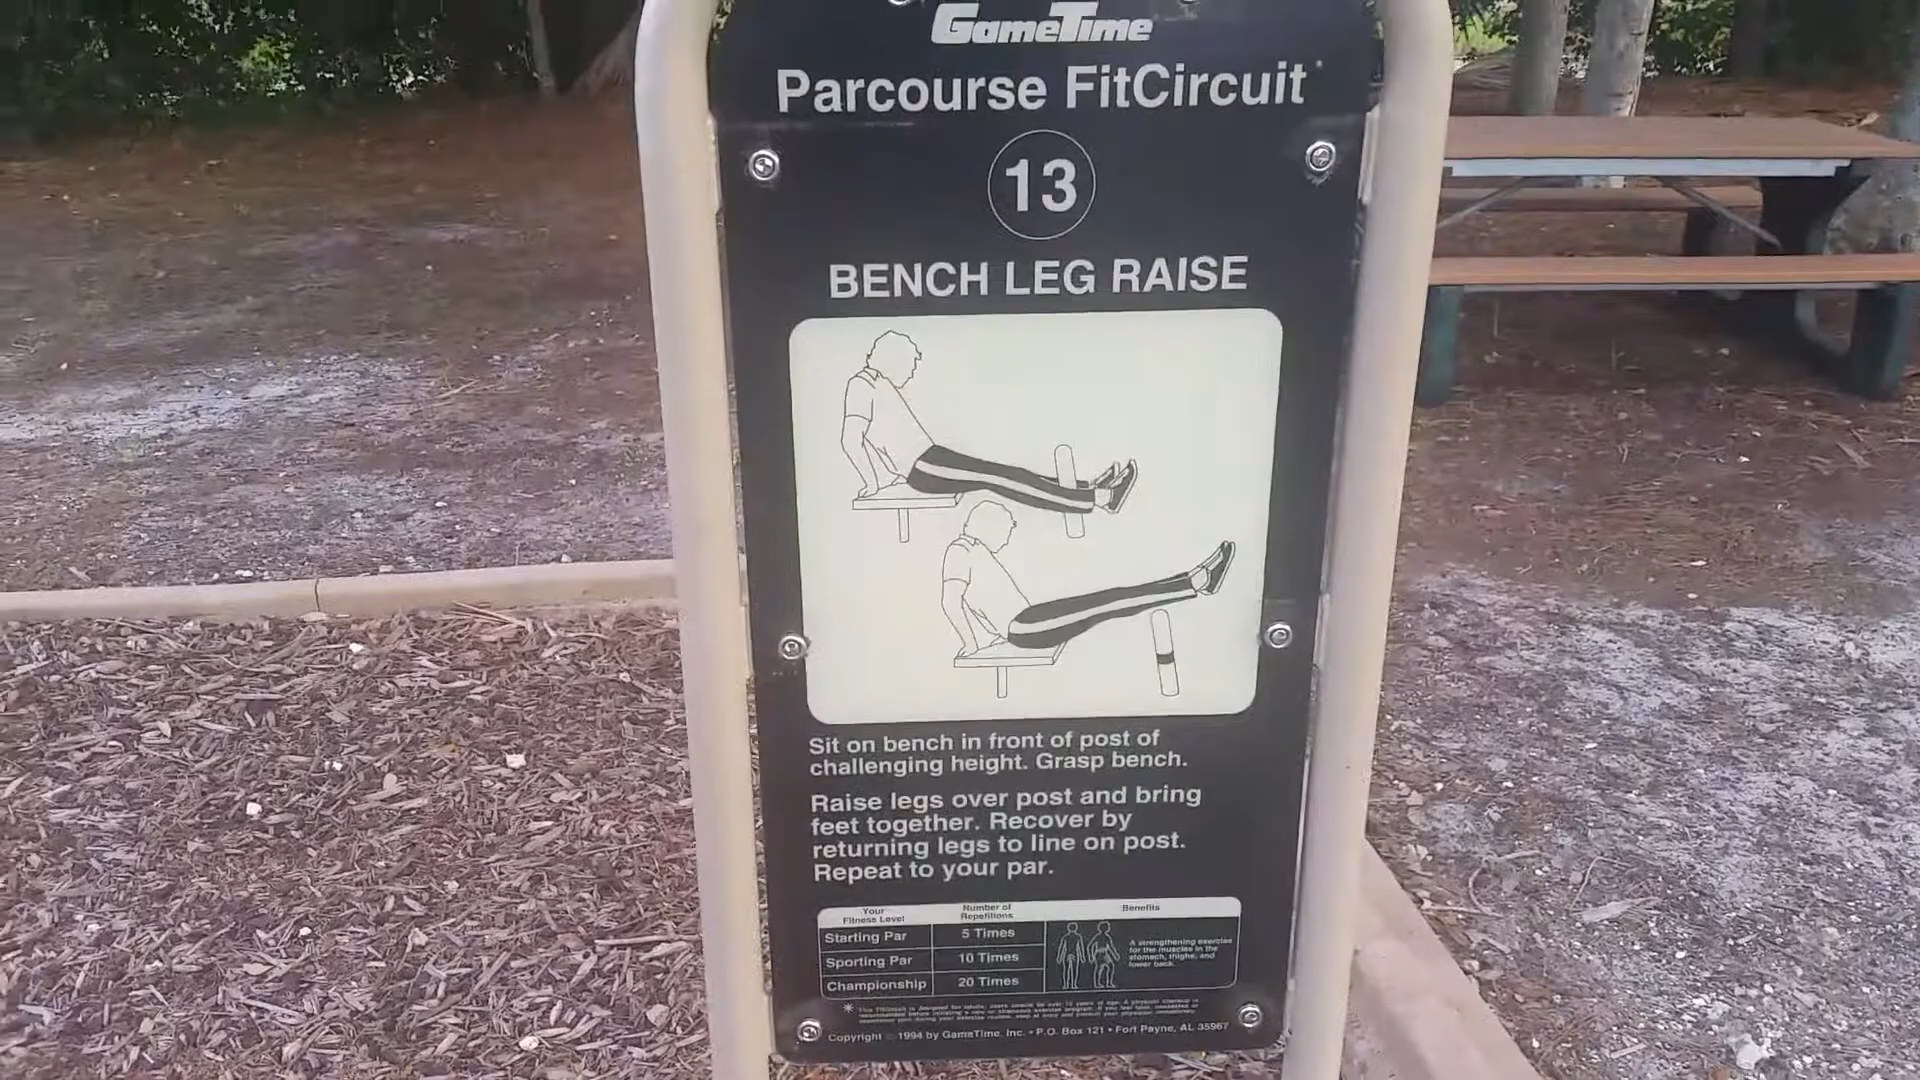 GameTime
Parcourse FitCircuit
13
BENCH LEG RAISE
Sit on bench in front of post of
challenging height. Grasp bench.
Raise legs over post and bring
feet together. Recover by
returning legs to line on post.
Repeat to your par.
Your
Fitness Level
Number of
Repetitions
Benefits
Starting Par
5 Times
Sporting Par
10 Times
Championship
20 Times
A strengthening exercise
for the muscles in the
stomach, thighs, and
lower back.
Copyright © 1994 by GameTime, Inc. • P.O. Box 121 • Fort Payne, AL 35967